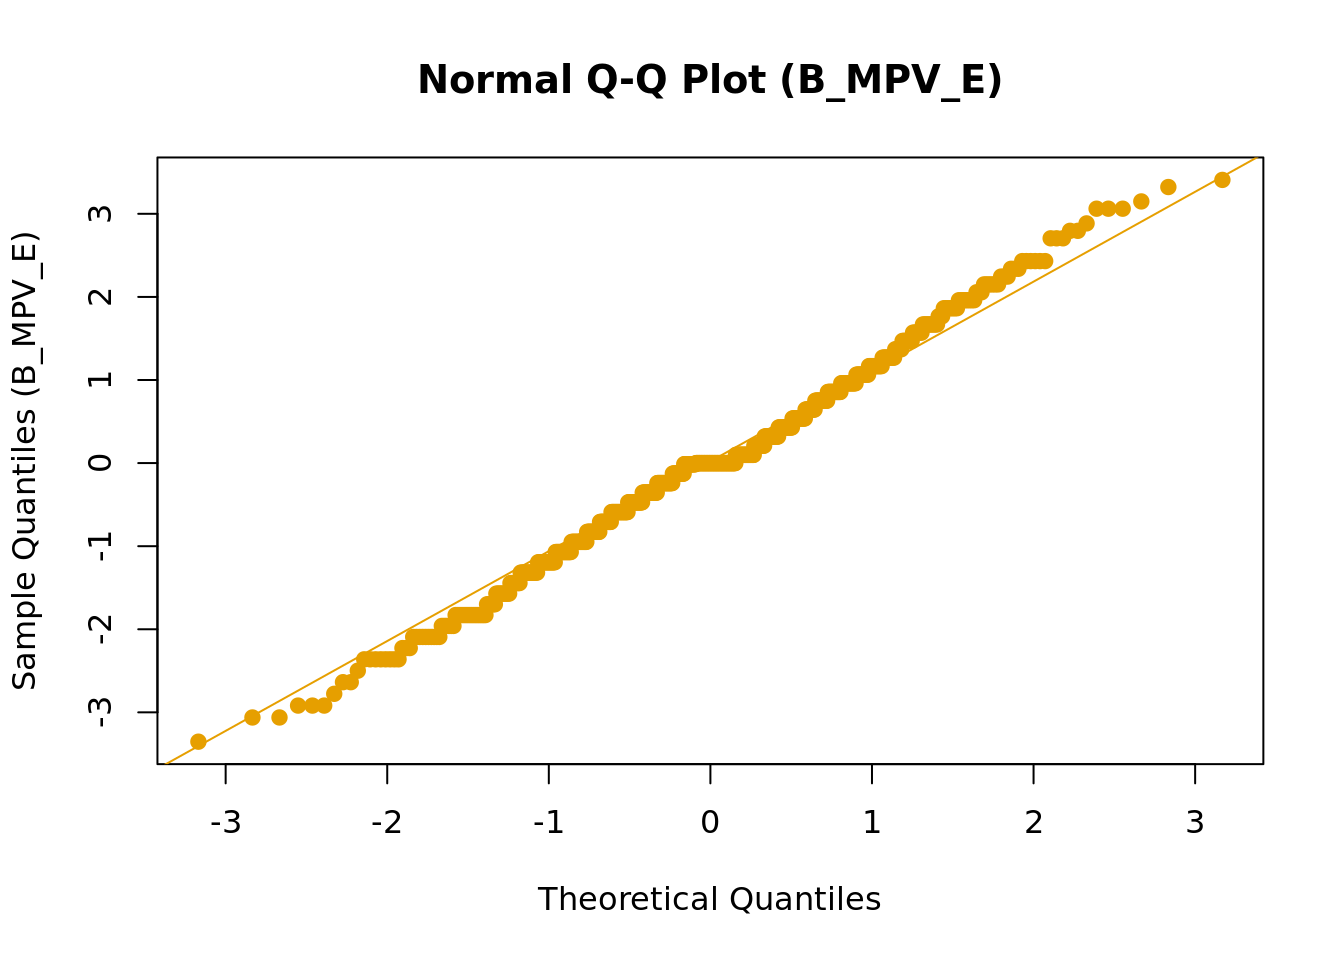 Normal Q-Q Plot (B_MPV_E)
Sample Quantiles (B_MPV_E)
3
2
1
0
-1
-2
-3
-3 -2 -1 0 1 2 3
Theoretical Quantiles